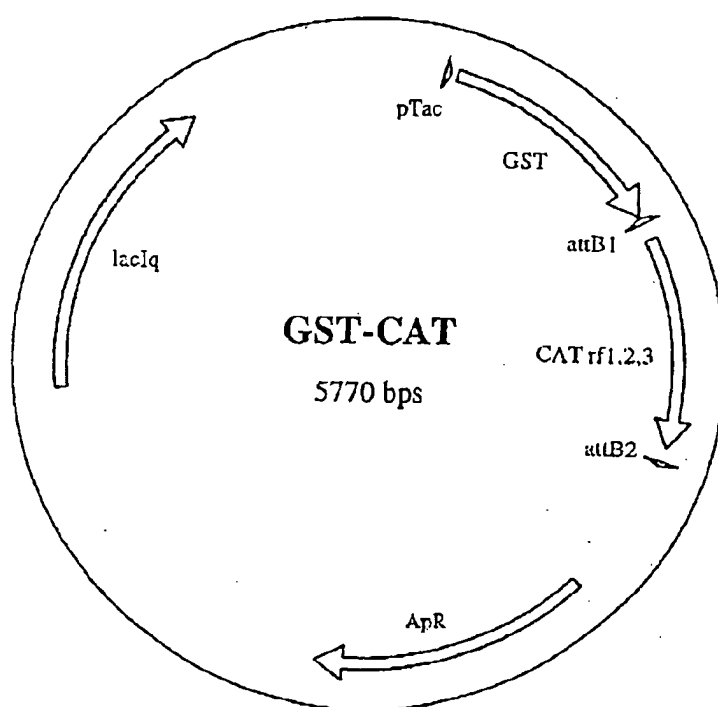 pTac
GST
attB1
lacIq
GST-CAT
5770 bps
CAT rf1,2,3
attB2
ApR